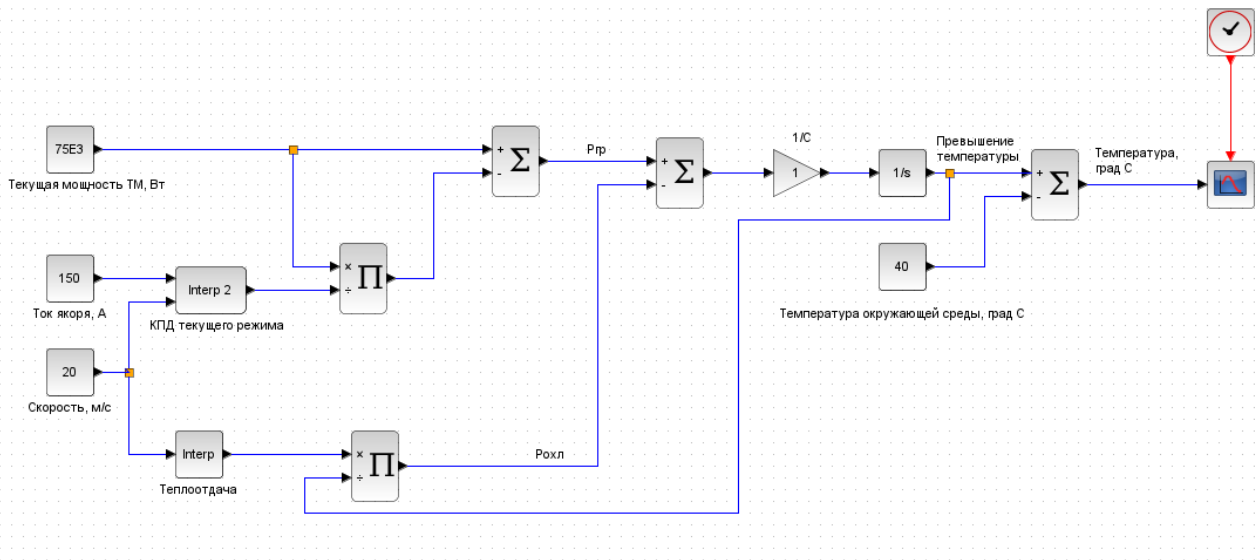 75E3
Текущая мощность ТМ, Вт
+
-
Σ
Pгр
+
-
Σ
1/C
1
1/s
Превышение
температуры
+
-
Σ
Температура,
град С
150
Ток якоря, А
Interp 2
КПД текущего режима
×
÷
Π
40
Температура окружающей среды, град С
20
Скорость, м/с
Interp
Теплоотдача
×
÷
Π
Pохл